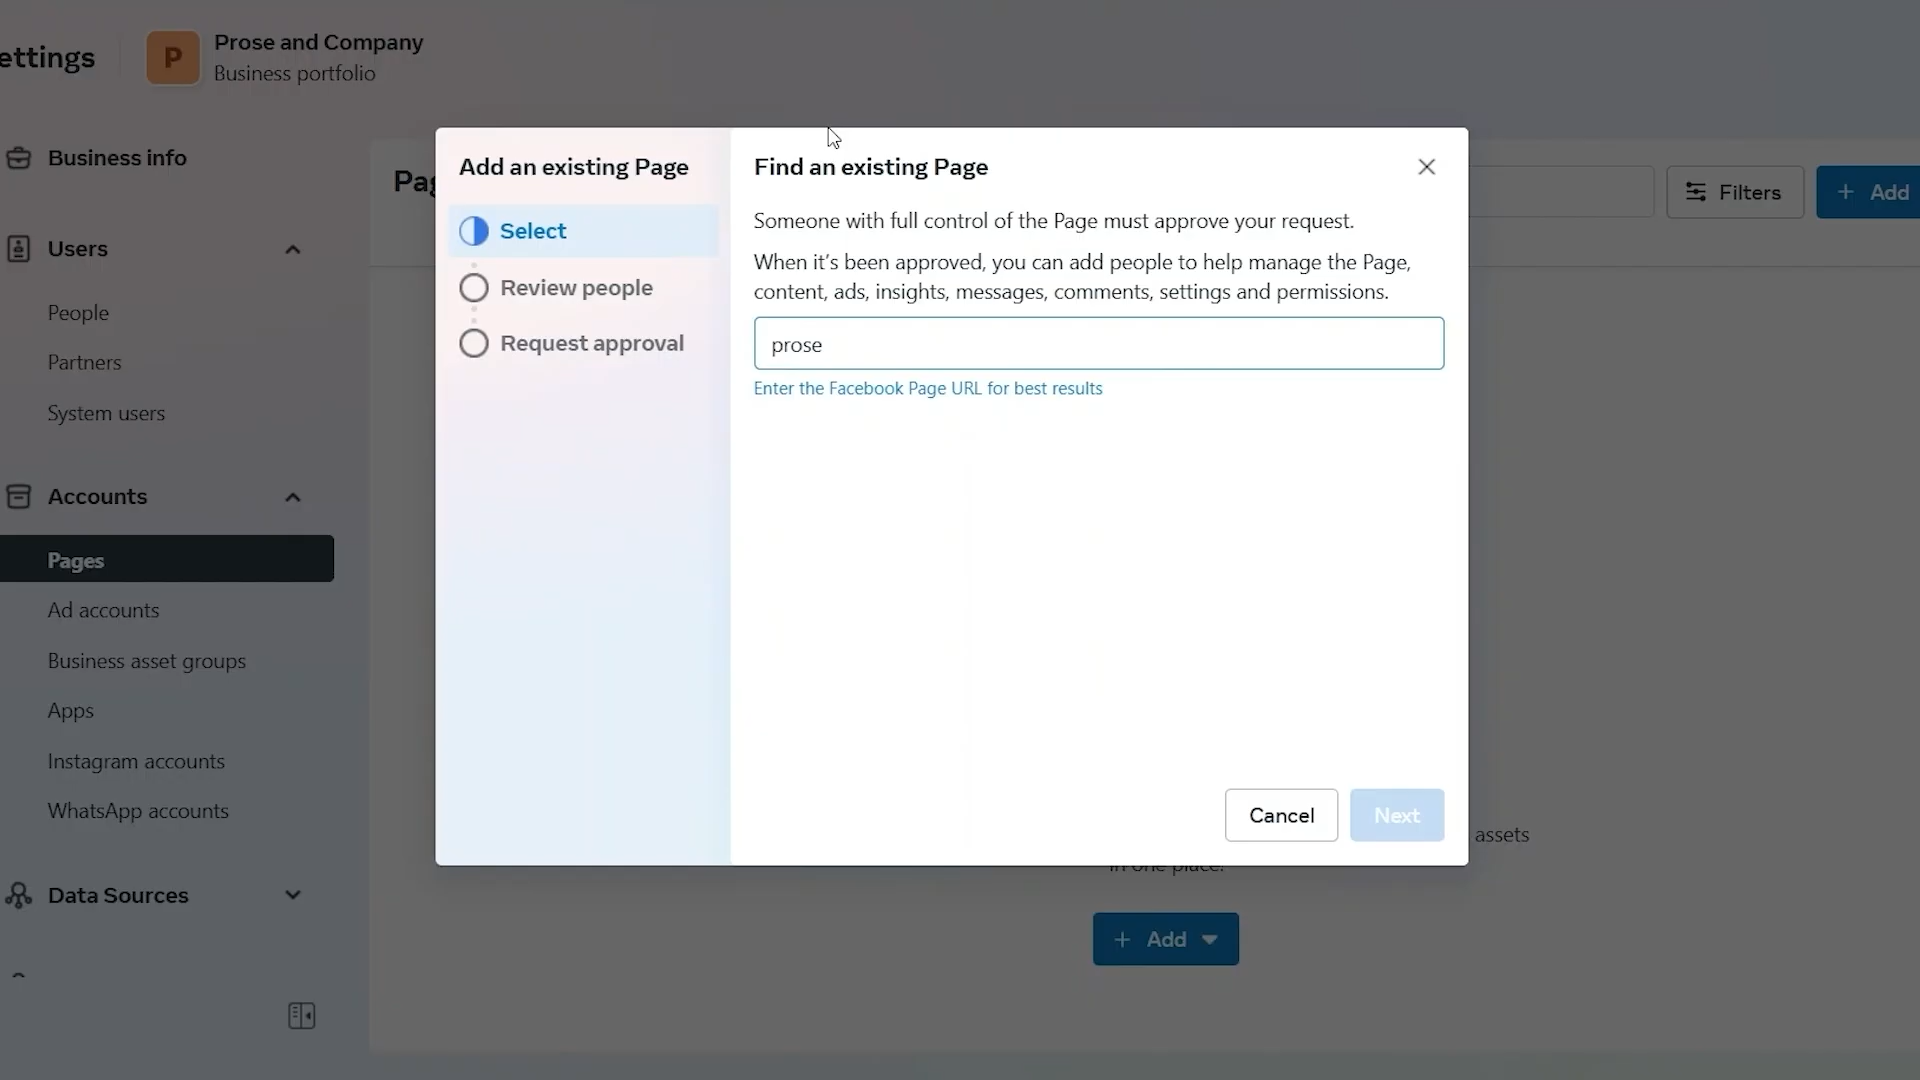 ettings
P
Prose and Company
Business portfolio
Business info
Users
People
Partners
System users
Accounts
Pages
Ad accounts
Business asset groups
Apps
Instagram accounts
WhatsApp accounts
Data Sources
Pag
Filters
+ Add
Add an existing Page
Select
Review people
Request approval
Find an existing Page
Someone with full control of the Page must approve your request.
When it’s been approved, you can add people to help manage the Page,
content, ads, insights, messages, comments, settings and permissions.
prose
Enter the Facebook Page URL for best results
Cancel
Next
assets
in one place.
+ Add